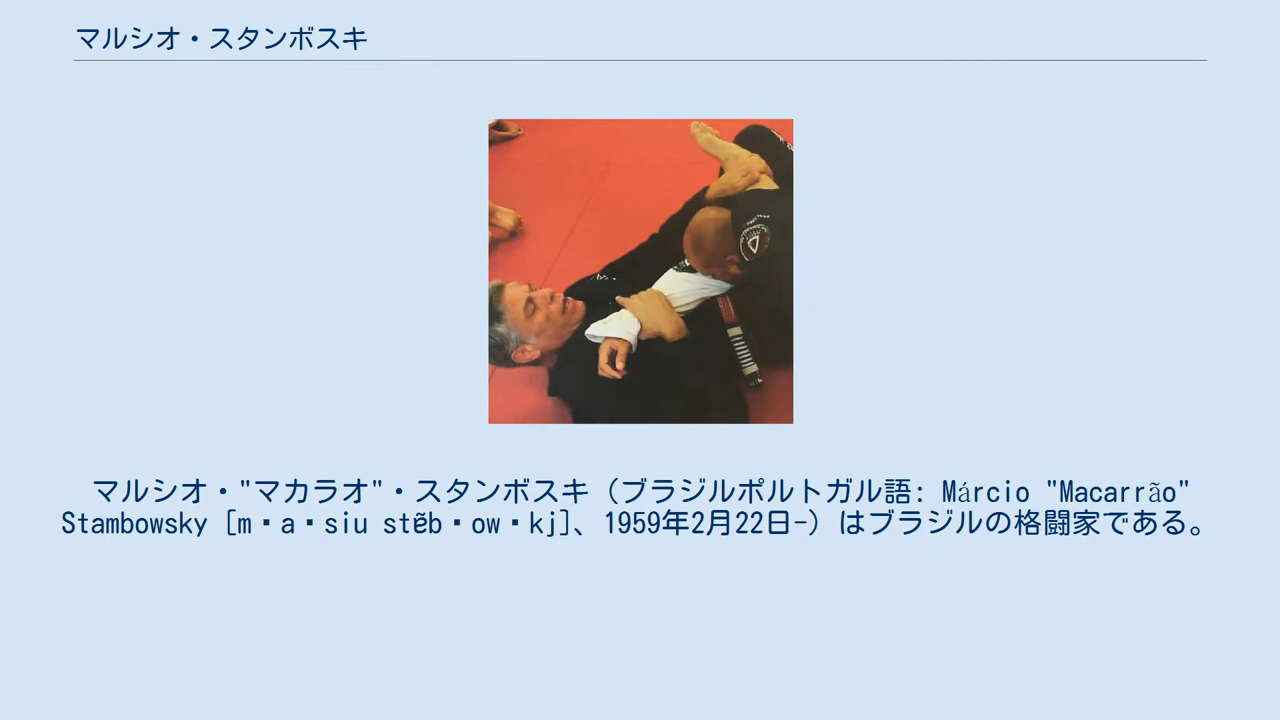 マルシオ・スタンボスキ
マルシオ・"マカラオ"・スタンボスキ（ブラジルポルトガル語: Márcio "Macarrão"
Stambowsky [m▪a▪siu stɐ̃b▪ow▪kj]、1959年2月22日-）はブラジルの格闘家である。